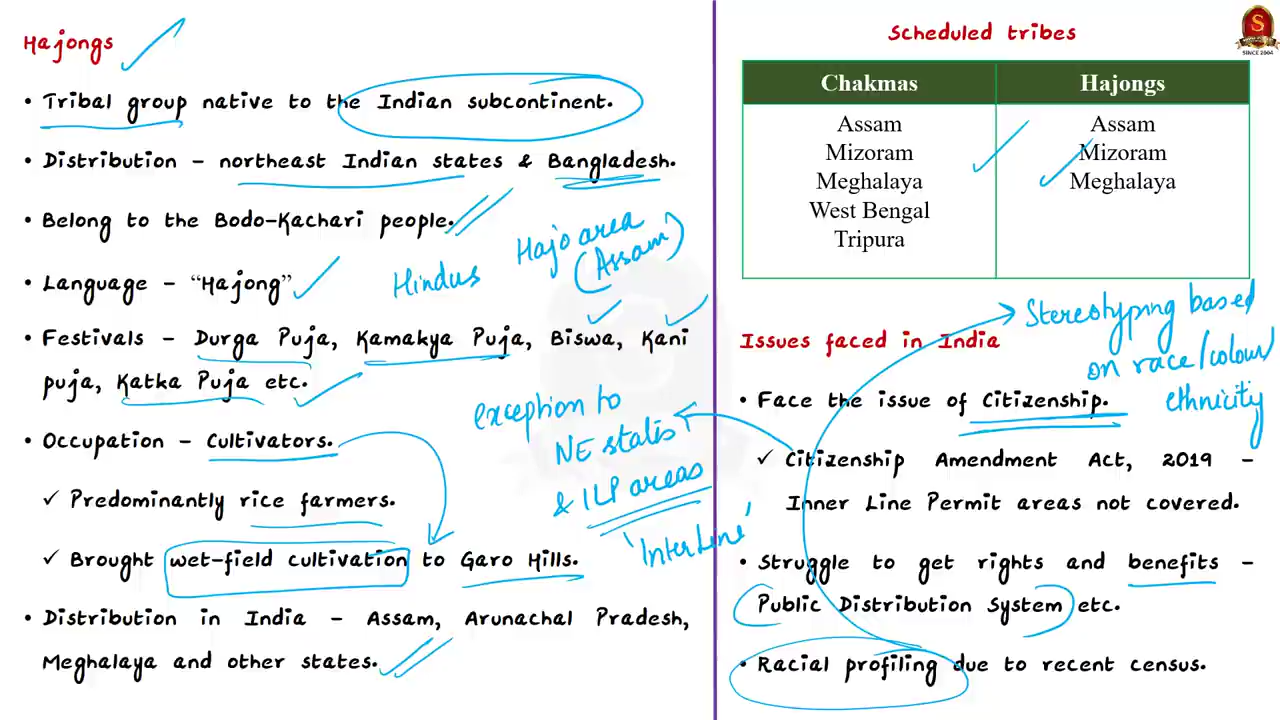 Hajongs
• Tribal group native to the Indian subcontinent.
• Distribution – northeast Indian states & Bangladesh.
• Belong to the Bodo-Kachari people.
Hajo area
(Assam)
• Language – “Hajong”
Hindus
• Festivals – Durga Puja, Kamakya Puja, Biswa, Kani
puja, Katka Puja etc.
• Occupation – Cultivators.
✓ Predominantly rice farmers.
✓ Brought wet-field cultivation to Garo Hills.
• Distribution in India – Assam, Arunachal Pradesh,
Meghalaya and other states.
exception to
NE states
& ILP areas
Scheduled tribes
S
SINCE 2004
Chakmas Hajongs
Assam Assam
Mizoram Mizoram
Meghalaya Meghalaya
West Bengal
Tripura
Issues faced in India
Stereotyping based
on race/colour/
ethnicity
• Face the issue of Citizenship.
✓ Citizenship Amendment Act, 2019 –
Inner Line Permit areas not covered.
• Struggle to get rights and benefits –
Public Distribution System etc.
• Racial profiling due to recent census.